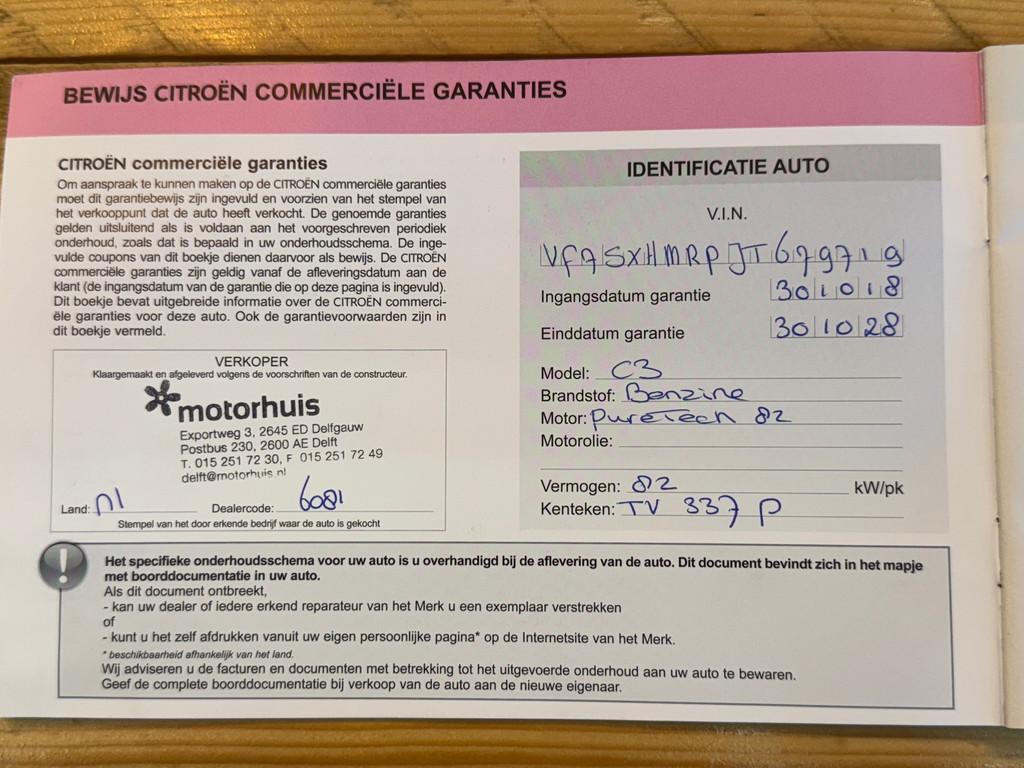 BEWIJS CITROËN COMMERCIËLE GARANTIES
CITROËN commerciële garanties
Om aanspraak te kunnen maken op de CITROËN commerciële garanties
moet dit garantiebewijs zijn ingevuld en voorzien van het stempel van
het verkooppunt dat de auto heeft verkocht. De genoemde garanties
gelden uitsluitend als is voldaan aan het voorgeschreven periodiek
onderhoud, zoals dat is bepaald in uw onderhoudsschema. De inge-
vulde coupons van dit boekje dienen daarvoor als bewijs. De CITROËN
commerciële garanties zijn geldig vanaf de afleveringsdatum aan de
klant (de ingangsdatum van de garantie die op deze pagina is ingevuld).
Dit boekje bevat uitgebreide informatie over de CITROËN commerci-
ële garanties voor deze auto. Ook de garantievoorwaarden zijn in
dit boekje vermeld.
VERKOPER
Klaargemaakt en afgeleverd volgens de voorschriften van de constructeur.
motorhuis
Exportweg 3, 2645 ED Delfgauw
Postbus 230, 2600 AE Delft
T. 015 251 72 30, F 015 251 72 49
delft@motorhuis.nl
Land: nl Dealercode: 6081
Stempel van het door erkende bedrijf waar de auto is gekocht
IDENTIFICATIE AUTO
V.I.N.
VF7SXHMRPJT679719
Ingangsdatum garantie 301018
Einddatum garantie 301028
Model: C3
Brandstof: Benzine
Motor: PureTech 82
Motorolie:
Vermogen: 82 kW/pk
Kenteken: TV 337 P
Het specifieke onderhoudsschema voor uw auto is u overhandigd bij de aflevering van de auto. Dit document bevindt zich in het mapje
met boorddocumentatie in uw auto.
Als dit document ontbreekt,
- kan uw dealer of iedere erkend reparateur van het Merk u een exemplaar verstrekken
of
- kunt u het zelf afdrukken vanuit uw eigen persoonlijke pagina* op de Internetsite van het Merk.
* beschikbaarheid afhankelijk van het land.
Wij adviseren u de facturen en documenten met betrekking tot het uitgevoerde onderhoud aan uw auto te bewaren.
Geef de complete boorddocumentatie bij verkoop van de auto aan de nieuwe eigenaar.